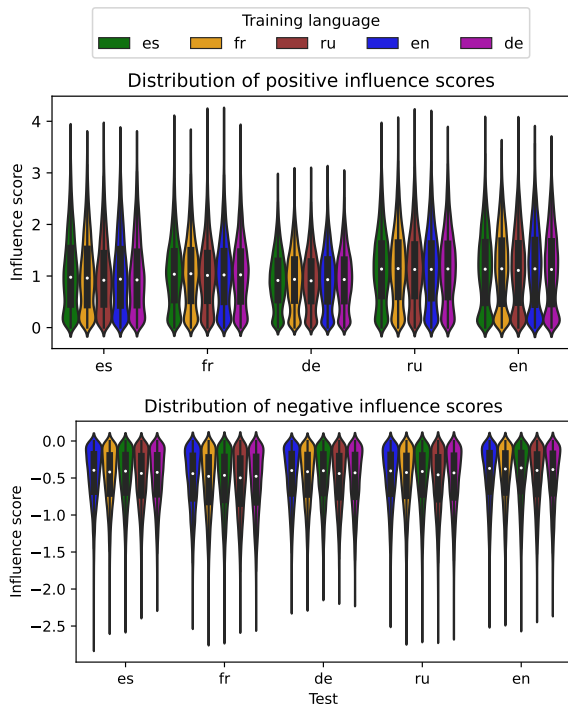 Training language
es fr ru en de
Distribution of positive influence scores
Influence score
4
3
2
1
0
es fr de ru en
Distribution of negative influence scores
Influence score
0.0
−0.5
−1.0
−1.5
−2.0
−2.5
es fr de ru en
Test